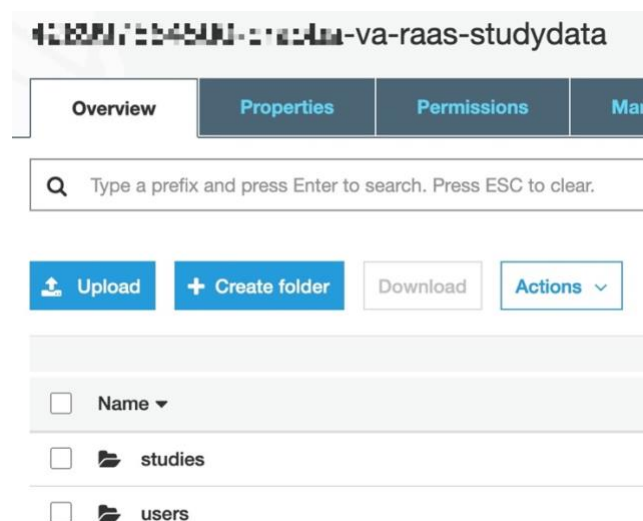 -va-raas-studydata
Overview Properties Permissions Mar
Type a prefix and press Enter to search. Press ESC to clear.
Upload + Create folder Download Actions
Name
studies
users